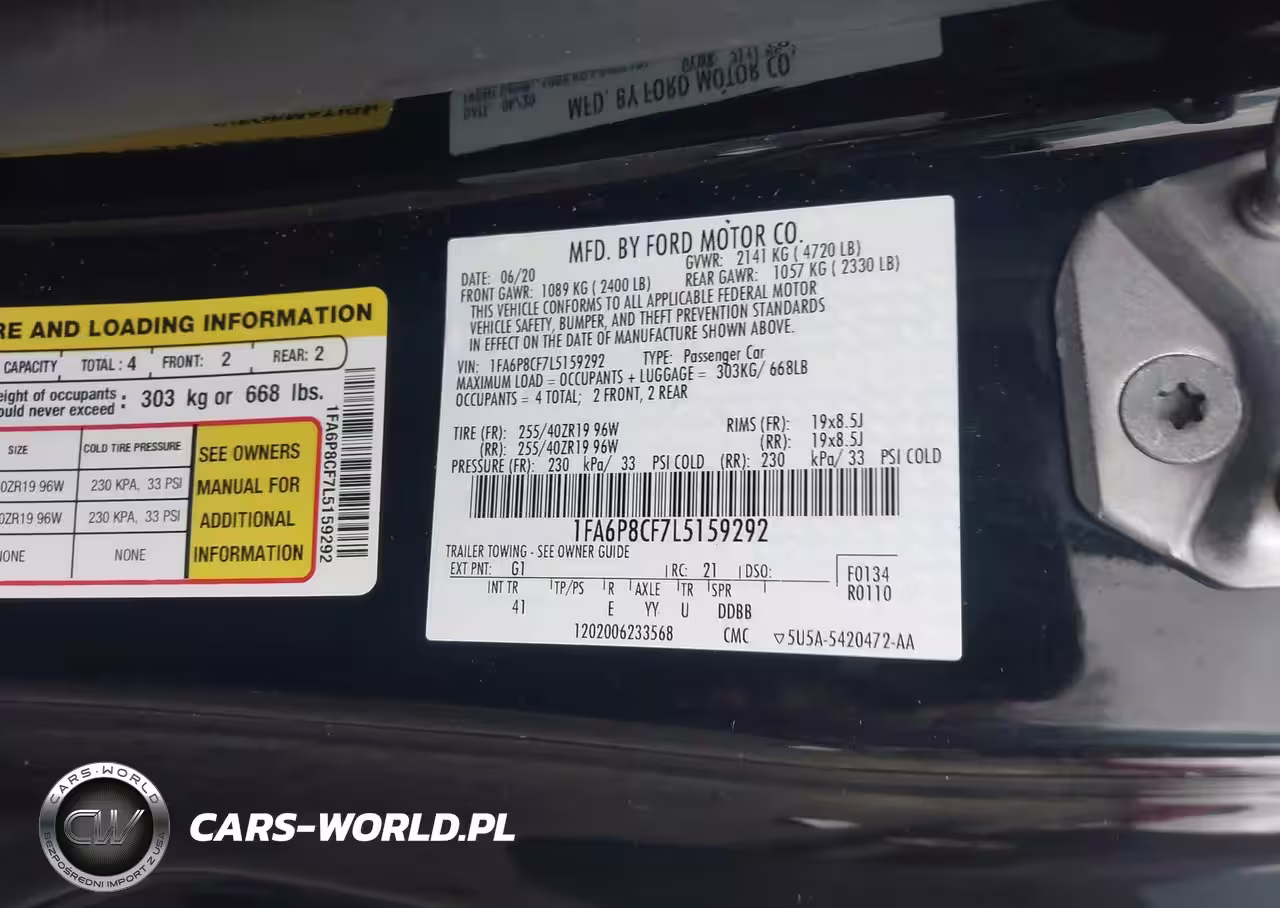 MFD. BY FORD MOTOR CO.
MFD. BY FORD MOTOR CO.
DATE: 06/20 GVWR: 2141 KG ( 4720 LB)
FRONT GAWR: 1089 KG ( 2400 LB) REAR GAWR: 1057 KG ( 2330 LB)
THIS VEHICLE CONFORMS TO ALL APPLICABLE FEDERAL MOTOR
VEHICLE SAFETY, BUMPER, AND THEFT PREVENTION STANDARDS
IN EFFECT ON THE DATE OF MANUFACTURE SHOWN ABOVE.
VIN: 1FA6P8CF7L5159292 TYPE: Passenger Car
MAXIMUM LOAD = OCCUPANTS + LUGGAGE = 303KG/ 668LB
OCCUPANTS = 4 TOTAL; 2 FRONT, 2 REAR
TIRE (FR): 255/40ZR19 96W RIMS (FR): 19x8.5J
(RR): 255/40ZR19 96W (RR): 19x8.5J
PRESSURE (FR): 230 kPa/ 33 PSI COLD (RR): 230 kPa/ 33 PSI COLD
1FA6P8CF7L5159292
TRAILER TOWING - SEE OWNER GUIDE
EXT PNT: G1 RC: 21 DSO: F0134
INT TR TP/PS R AXLE TR SPR R0110
41 E YY U DDBB
1202006233568 CMC ▽5U5A-5420472-AA
RE AND LOADING INFORMATION
CAPACITY TOTAL : 4 FRONT: 2 REAR: 2
eight of occupants
ould never exceed : 303 kg or 668 lbs.
SIZE COLD TIRE PRESSURE SEE OWNERS
0ZR19 96W 230 KPA, 33 PSI MANUAL FOR
0ZR19 96W 230 KPA, 33 PSI ADDITIONAL
NONE NONE INFORMATION
1FA6P8CF7L5159292
CARS-WORLD
CW
BEZPOŚREDNI IMPORT Z USA
CARS-WORLD.PL